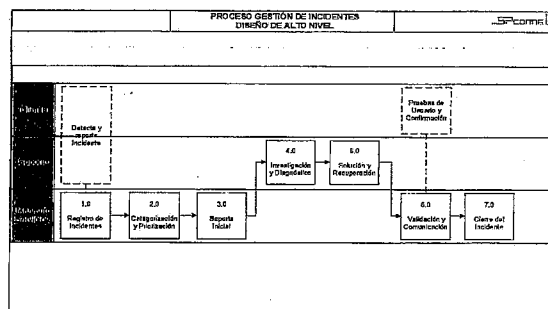 PROCESO GESTIÓN DE INCIDENTES
DISEÑO DE ALTO NIVEL
Detecta y
reporta
Incidente
Pruebas de
Usuario y
Confirmación
4.0
Investigación
y Diagnóstico
5.0
Solución y
Recuperación
1.0
Registro de
Incidentes
2.0
Categorización
y Priorización
3.0
Soporte
Inicial
6.0
Validación y
Comunicación
7.0
Cierre del
Incidente